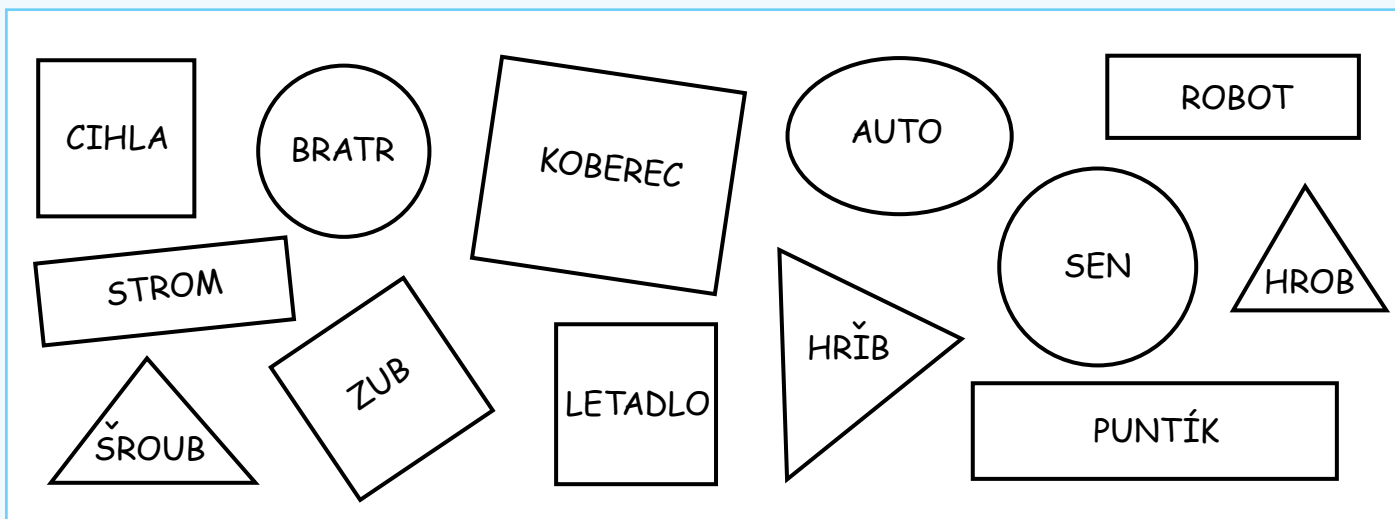 CIHLA
BRATR
KOBEREC
AUTO
ROBOT
STROM
ZUB
LETADLO
HŘIB
SEN
HROB
ŠROUB
PUNTÍK